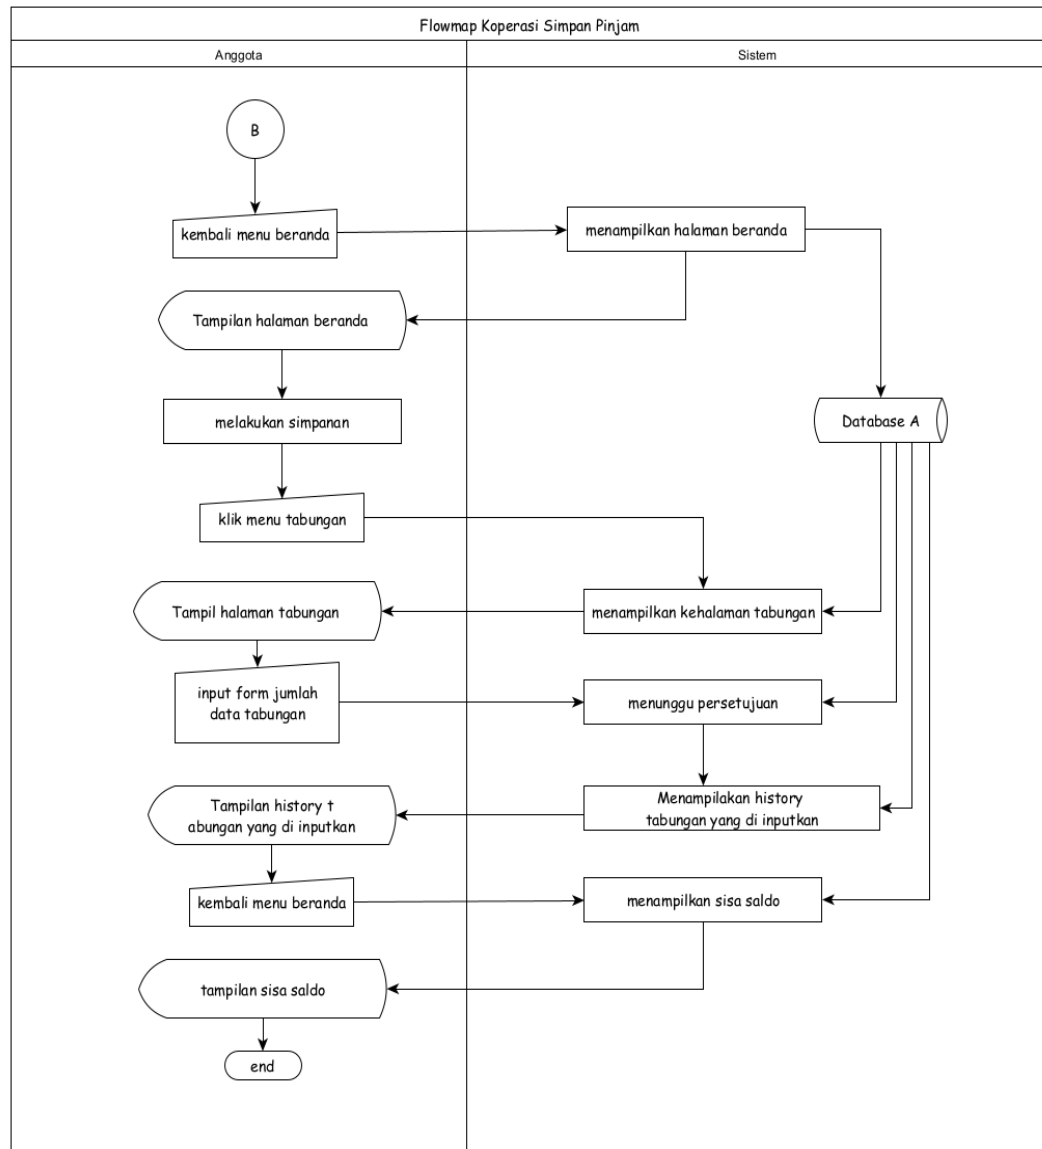 Flowmap Koperasi Simpan Pinjam
Anggota
Sistem
B
kembali menu beranda
menampilkan halaman beranda
Tampilan halaman beranda
melakukan simpanan
Database A
klik menu tabungan
Tampil halaman tabungan
menampilkan kehalaman tabungan
input form jumlah
data tabungan
menunggu persetujuan
Tampilan history t
abungan yang di inputkan
Menampilakan history
tabungan yang di inputkan
kembali menu beranda
menampilkan sisa saldo
tampilan sisa saldo
end